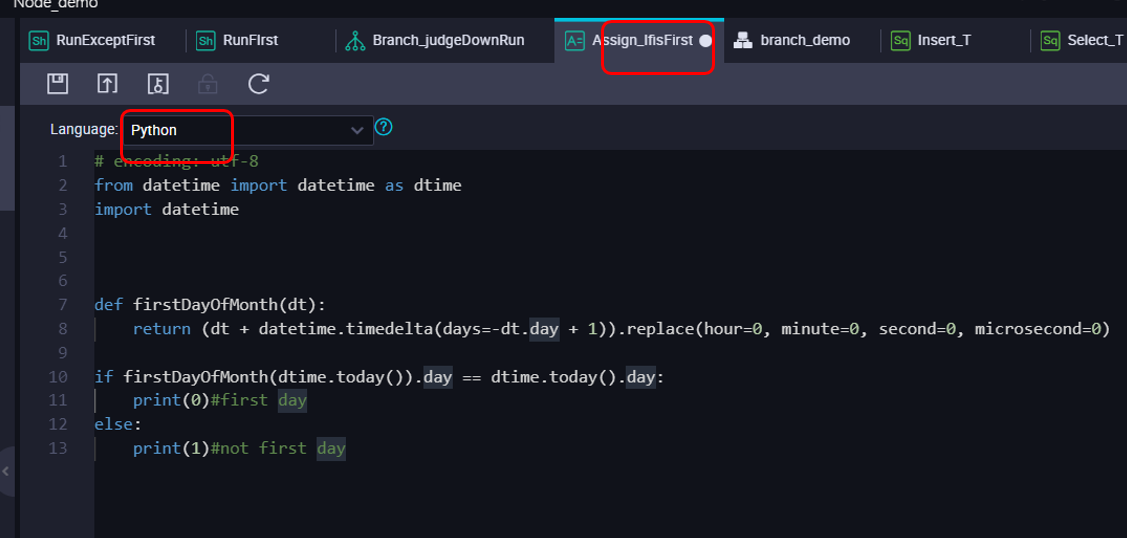 Node_demo
Sh RunExceptFirst Sh RunFIrst Branch_judgeDownRun A= Assign_IfisFirst branch_demo Sq Insert_T Sq Select_T
Language: Python ?
1 # encoding: utf-8
2 from datetime import datetime as dtime
3 import datetime
4
5
6
7 def firstDayOfMonth(dt):
8 return (dt + datetime.timedelta(days=-dt.day + 1)).replace(hour=0, minute=0, second=0, microsecond=0)
9
10 if firstDayOfMonth(dtime.today()).day == dtime.today().day:
11 print(0)#first day
12 else:
13 print(1)#not first day